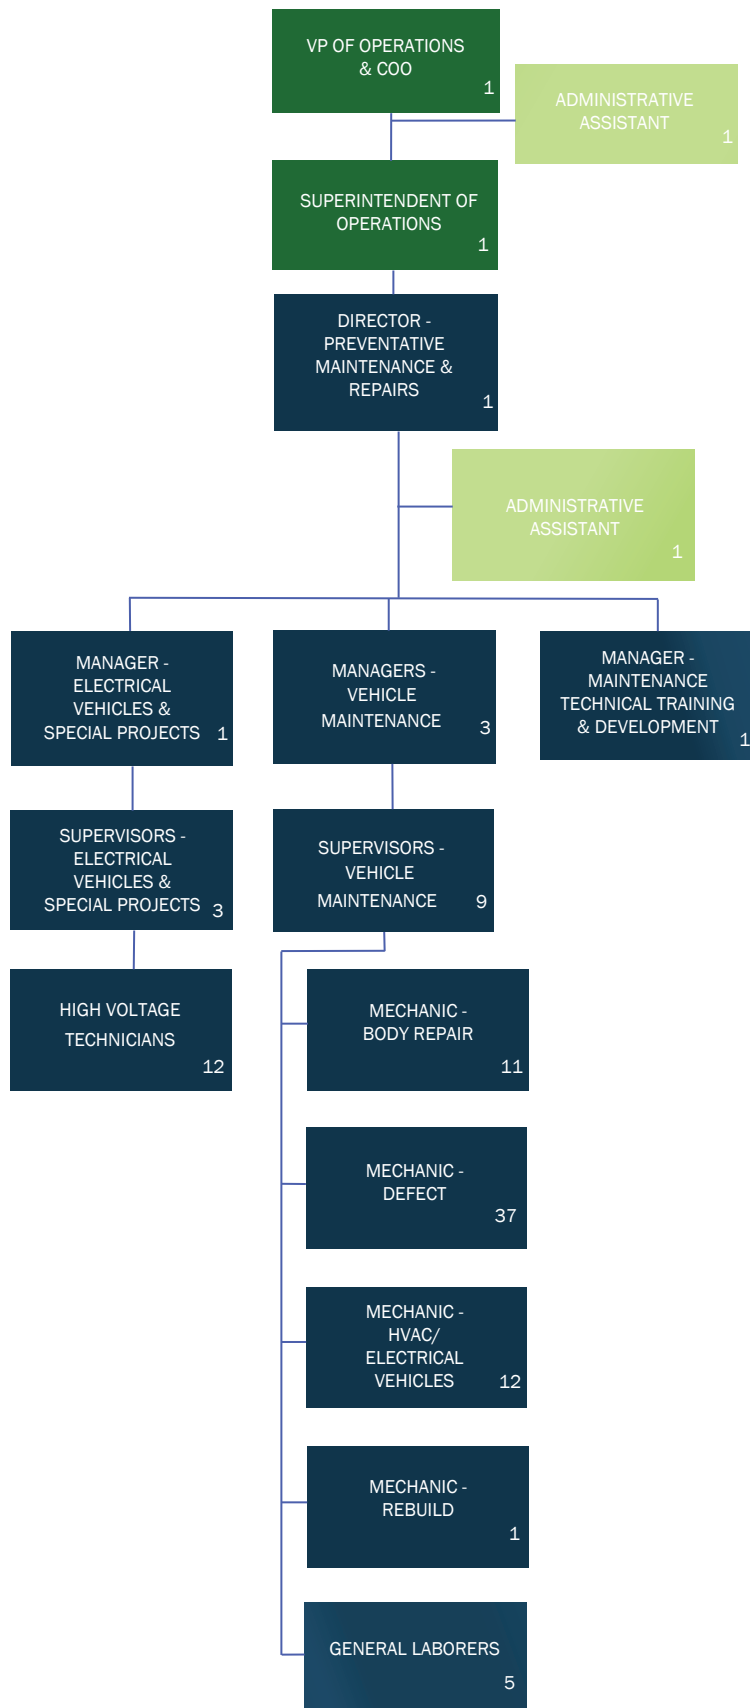 VP OF OPERATIONS
& COO
1
ADMINISTRATIVE
ASSISTANT
1
SUPERINTENDENT OF
OPERATIONS
1
DIRECTOR -
PREVENTATIVE
MAINTENANCE &
REPAIRS
1
ADMINISTRATIVE
ASSISTANT
1
MANAGER -
ELECTRICAL
VEHICLES &
SPECIAL PROJECTS 1
MANAGERS -
VEHICLE
MAINTENANCE 3
MANAGER -
MAINTENANCE
TECHNICAL TRAINING
& DEVELOPMENT
1
SUPERVISORS -
ELECTRICAL
VEHICLES &
SPECIAL PROJECTS 3
SUPERVISORS -
VEHICLE
MAINTENANCE 9
HIGH VOLTAGE
TECHNICIANS
12
MECHANIC -
BODY REPAIR
11
MECHANIC -
DEFECT
37
MECHANIC -
HVAC/
ELECTRICAL
VEHICLES 12
MECHANIC -
REBUILD
1
GENERAL LABORERS
5